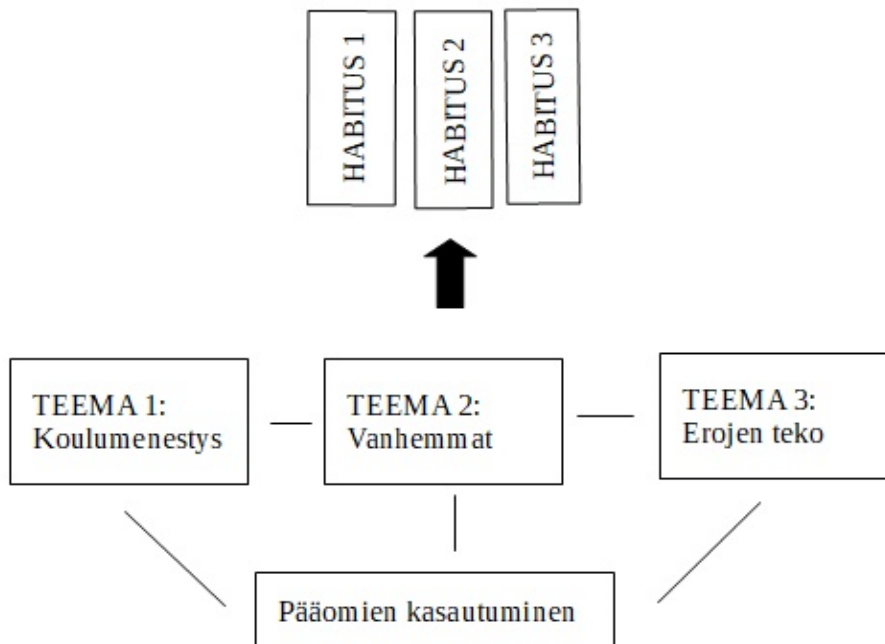 HABITUS 1
HABITUS 2
HABITUS 3
TEEMA 1:
Koulumenestys
TEEMA 2:
Vanhemmat
TEEMA 3:
Erojen teko
Pääomien kasautuminen